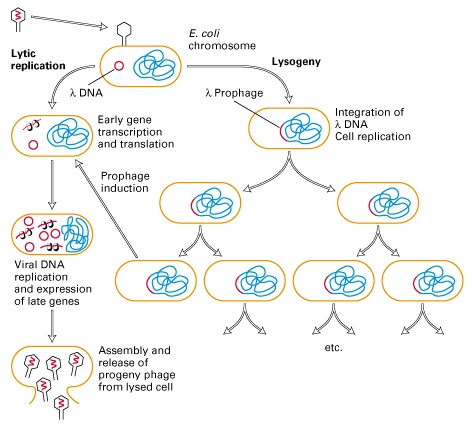 E. coli
chromosome
Lytic
replication
Lysogeny
λ DNA
λ Prophage
Early gene
transcription
and translation
Integration of
λ DNA
Cell replication
Prophage
induction
Viral DNA
replication
and expression
of late genes
Assembly and
release of
progeny phage
from lysed cell
etc.